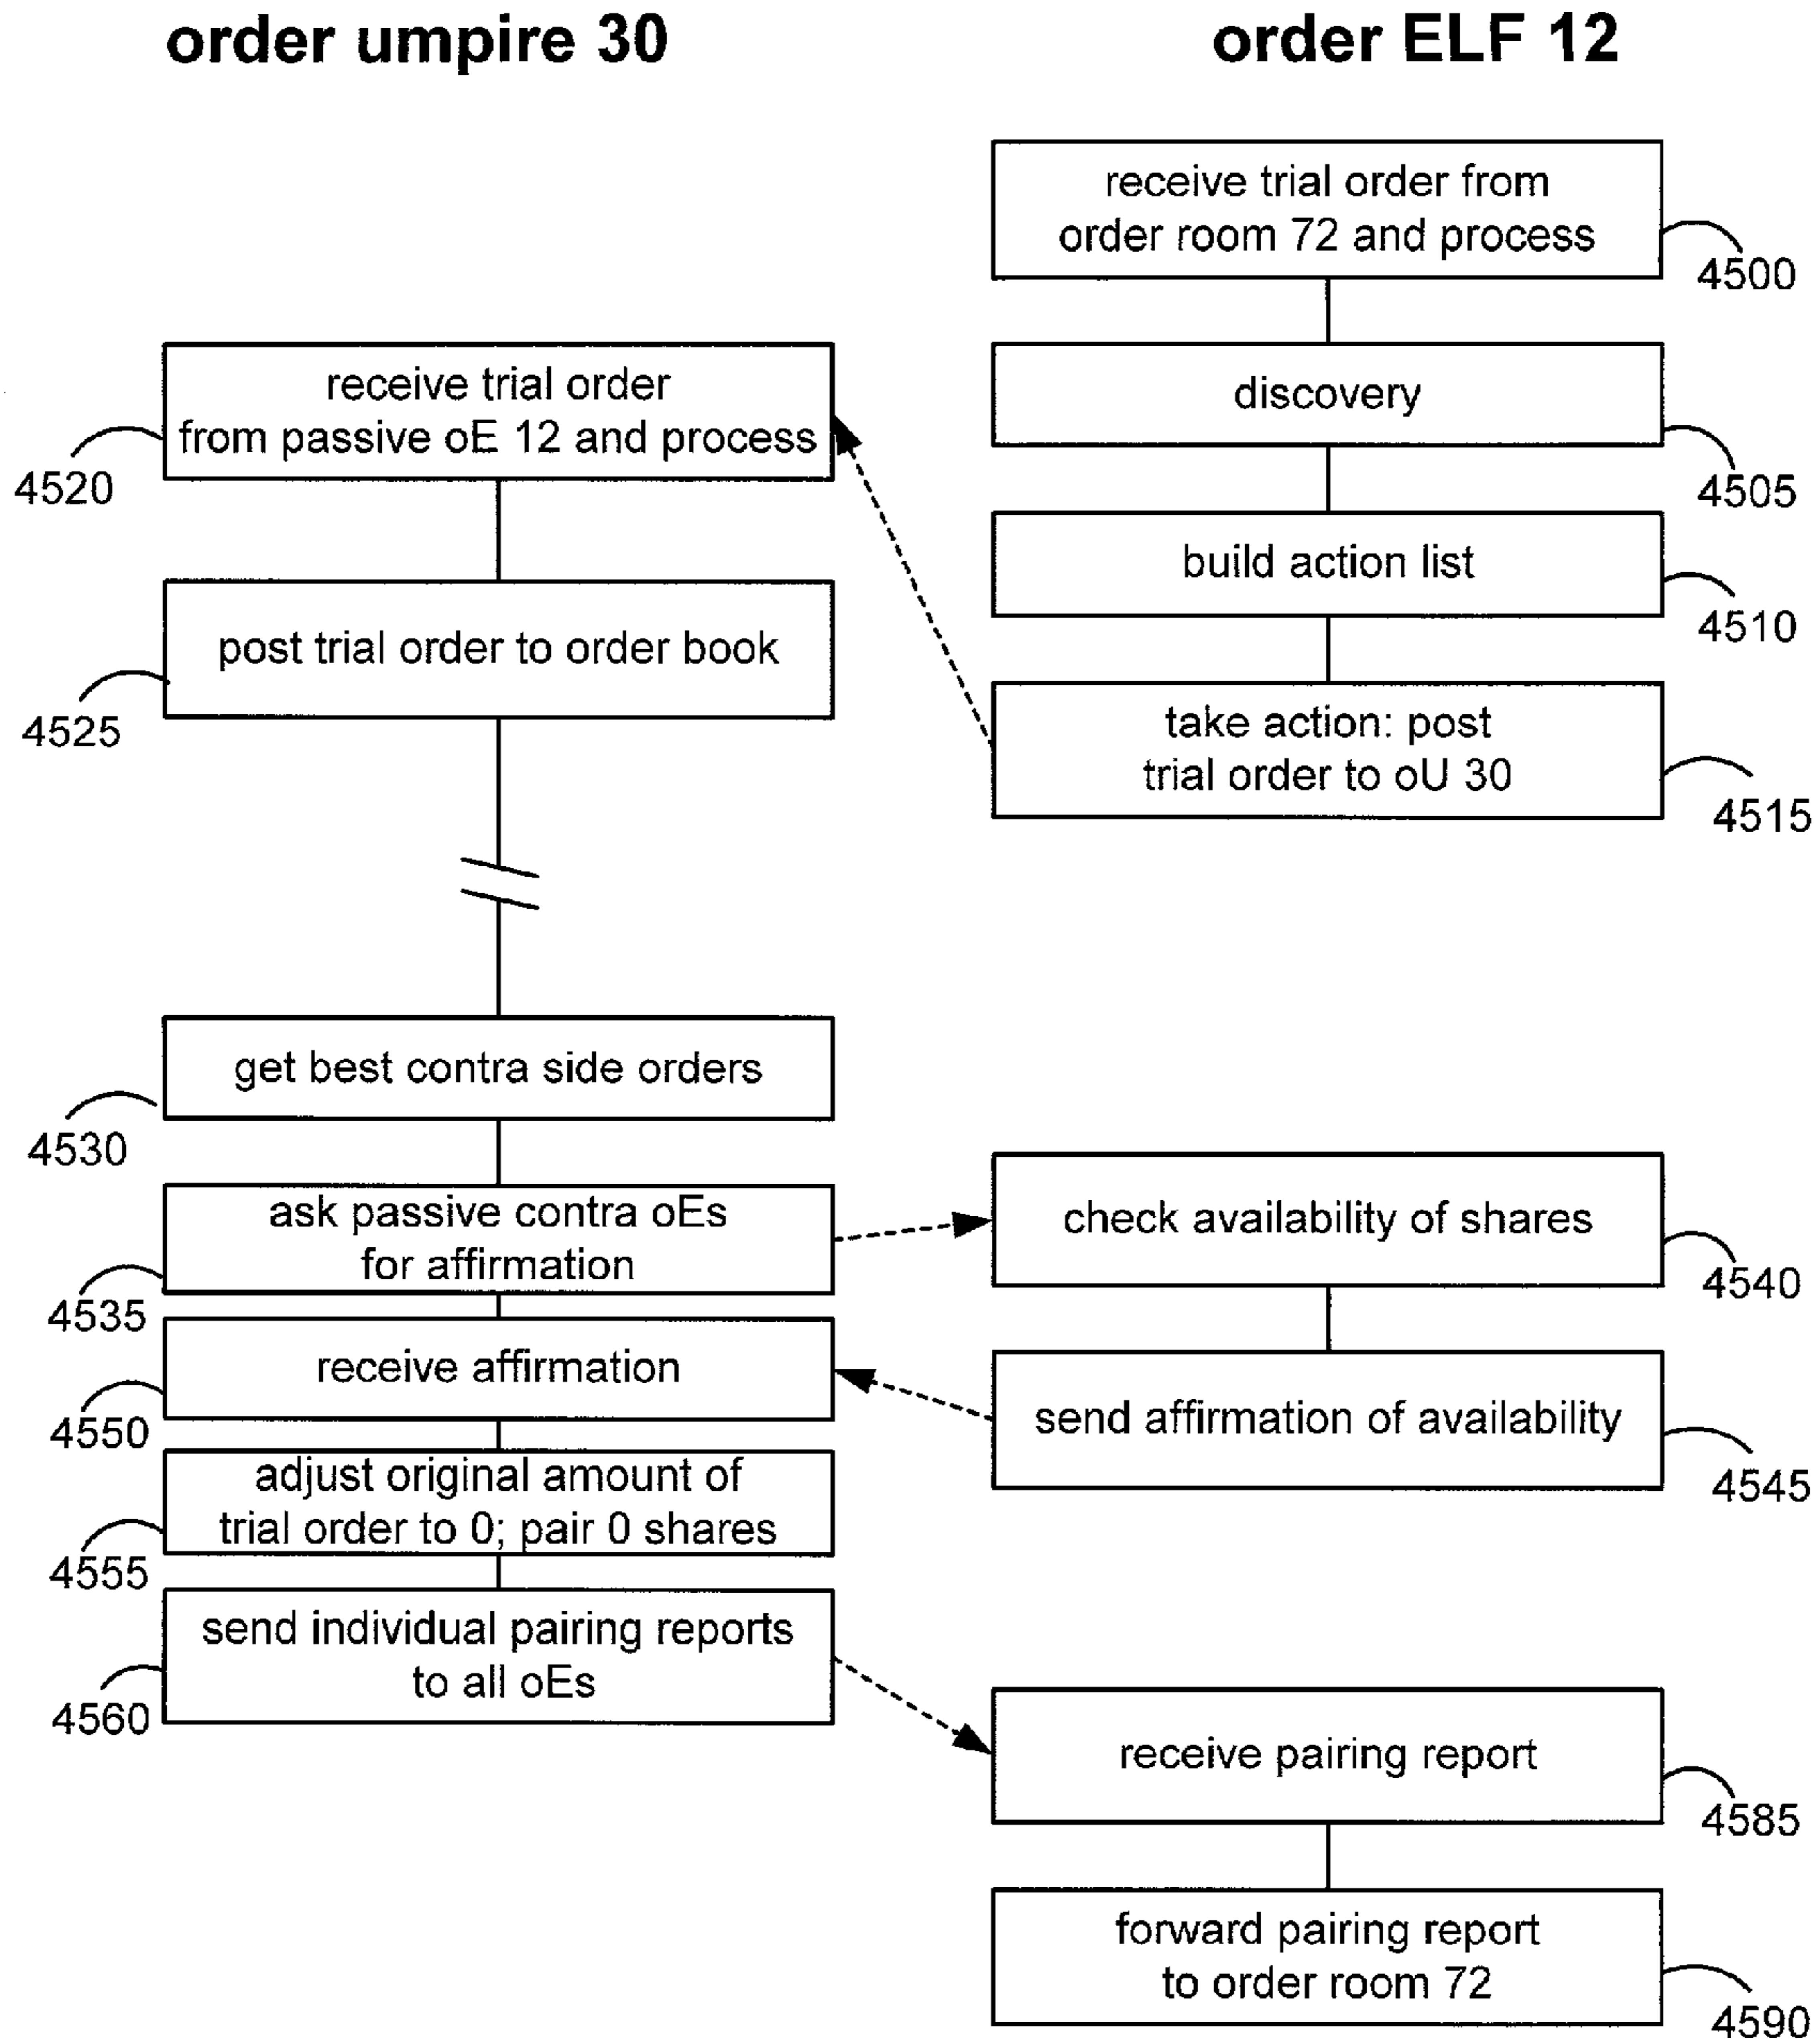 order umpire 30
order ELF 12
receive trial order from
order room 72 and process
4500
discovery
4505
build action list
4510
take action: post
trial order to oU 30
4515
receive trial order
from passive oE 12 and process
4520
post trial order to order book
4525
get best contra side orders
4530
ask passive contra oEs
for affirmation
4535
check availability of shares
4540
send affirmation of availability
4545
receive affirmation
4550
adjust original amount of
trial order to 0; pair 0 shares
4555
send individual pairing reports
to all oEs
4560
receive pairing report
4585
forward pairing report
to order room 72
4590